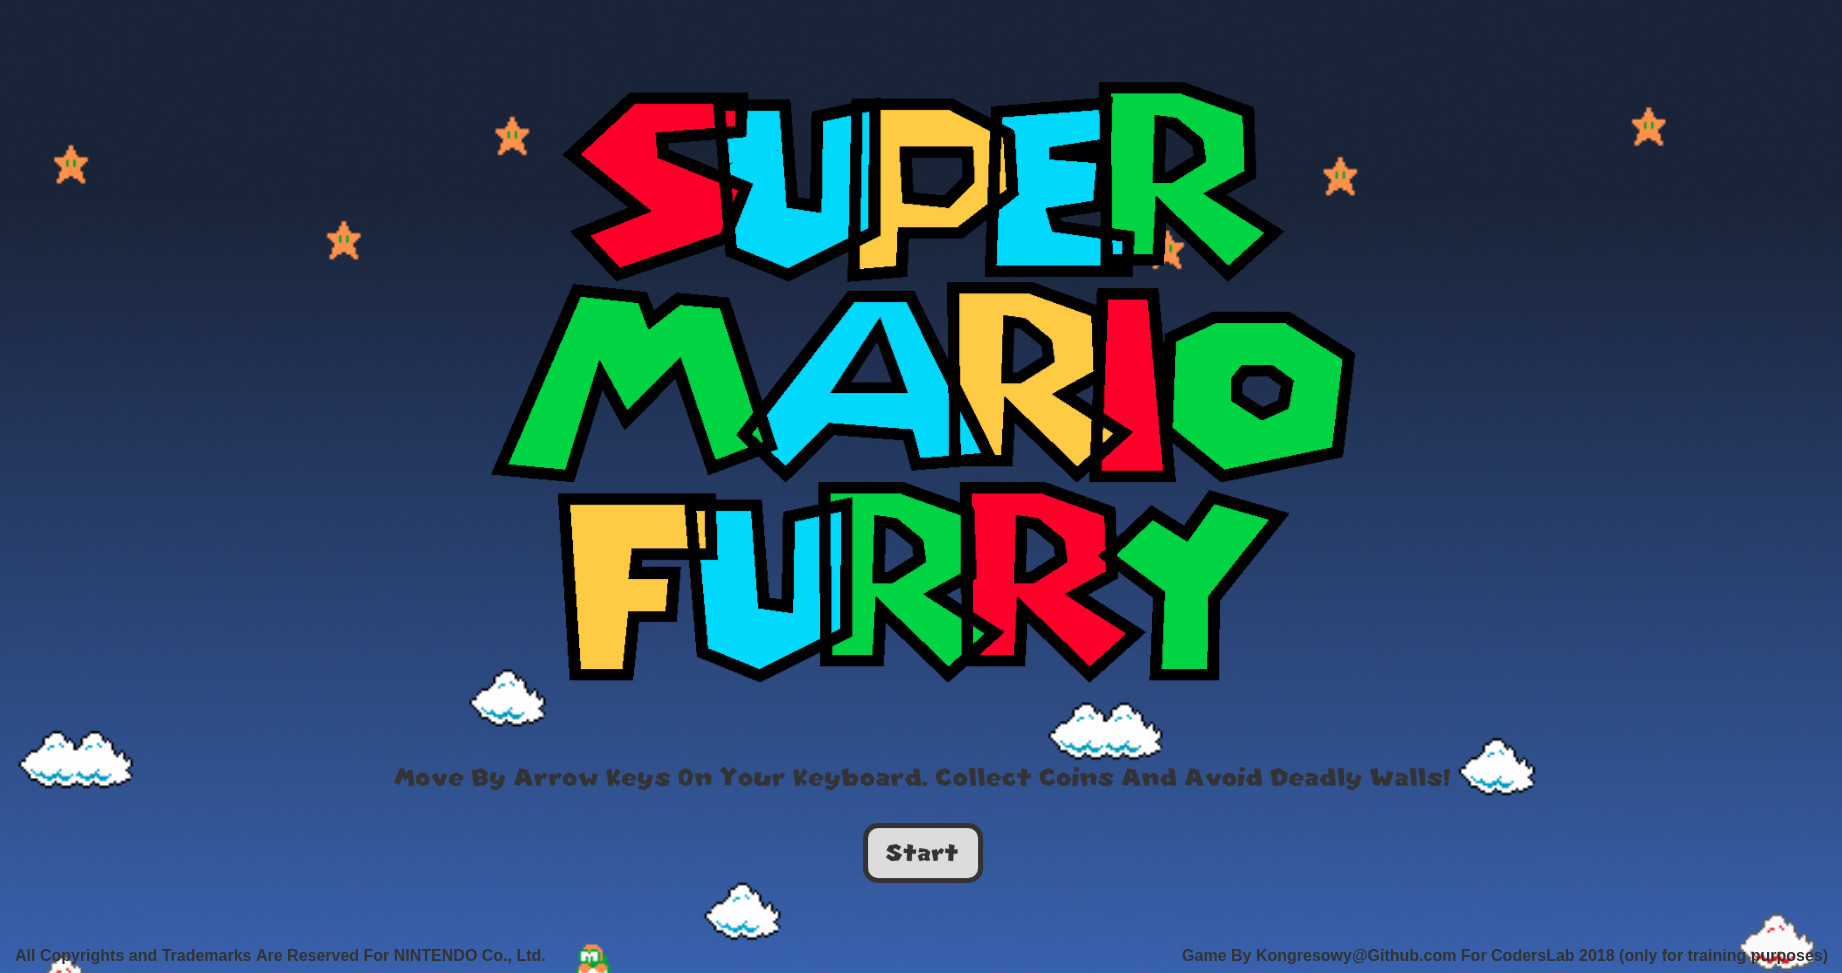 SUPER
MARIO
FURRY
Move By Arrow Keys On Your Keyboard. Collect Coins And Avoid Deadly Walls!
Start
M
All Copyrights and Trademarks Are Reserved For NINTENDO Co., Ltd.
Game By Kongresowy@Github.com For CodersLab 2018 (only for training purposes)